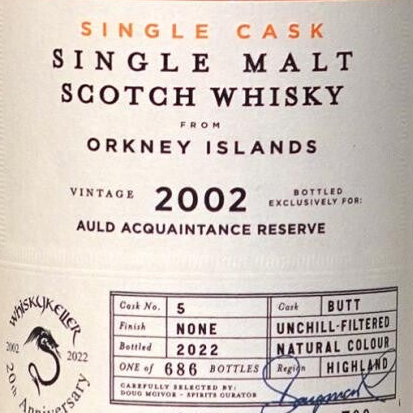 SINGLE CASK
SINGLE MALT
SCOTCH WHISKY
FROM
ORKNEY ISLANDS
VINTAGE 2002 BOTTLED EXCLUSIVELY FOR:
AULD ACQUAINTANCE RESERVE
WHISKYKELLER
2002 2022
20th Anniversary
Cask No. 5 Cask BUTT
Finish NONE UNCHILL-FILTERED
Bottled 2022 NATURAL COLOUR
ONE of 686 BOTTLES Region HIGHLAND
CAREFULLY SELECTED BY:
DOUG MCIVOR - SPIRITS CURATOR